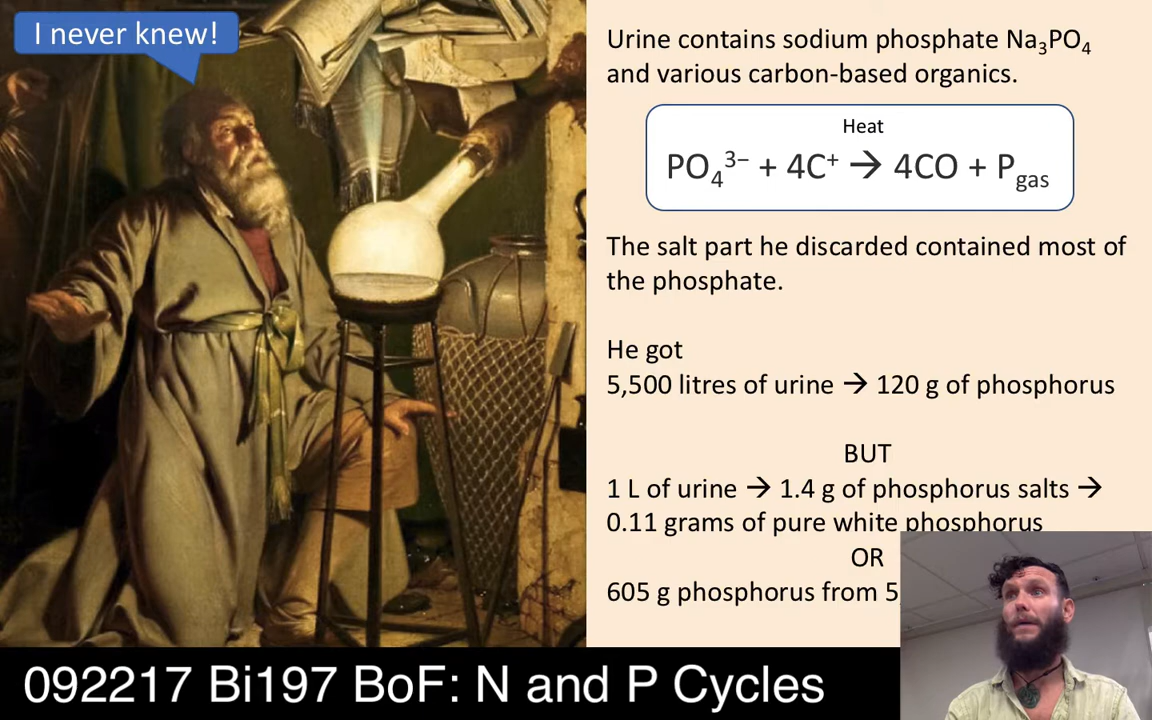 I never knew!
Urine contains sodium phosphate Na₃PO₄
and various carbon-based organics.
Heat
PO₄³⁻ + 4C⁺ → 4CO + P gas
The salt part he discarded contained most of
the phosphate.
He got
5,500 litres of urine → 120 g of phosphorus
BUT
1 L of urine → 1.4 g of phosphorus salts →
0.11 grams of pure white phosphorus
OR
605 g phosphorus from 5
092217 Bi197 BoF: N and P Cycles